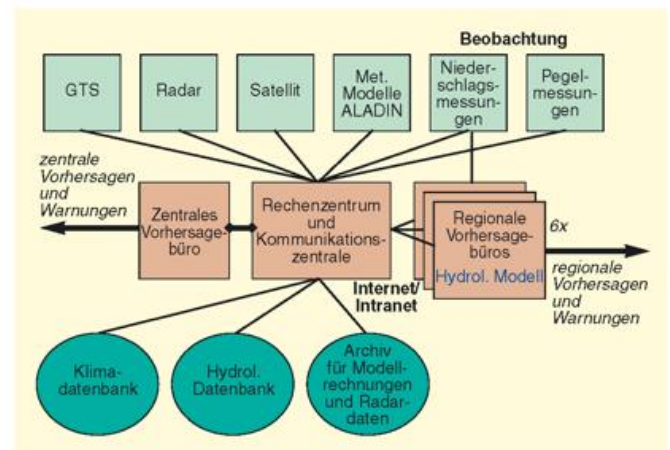 Beobachtung
GTS
Radar
Satellit
Met.
Modelle
ALADIN
Nieder-
schlags-
messun-
gen
Pegel-
messun-
gen
zentrale
Vorhersagen
und
Warnungen
Zentrales
Vorhersage-
büro
Rechenzentrum
und
Kommunikations-
zentrale
Regionale
Vorhersage-
büros
Hydrol. Modell
6x
regionale
Vorhersagen
und
Warnungen
Internet/
Intranet
Klima-
datenbank
Hydrol.
Datenbank
Archiv
für Modell-
rechnungen
und Radar-
daten